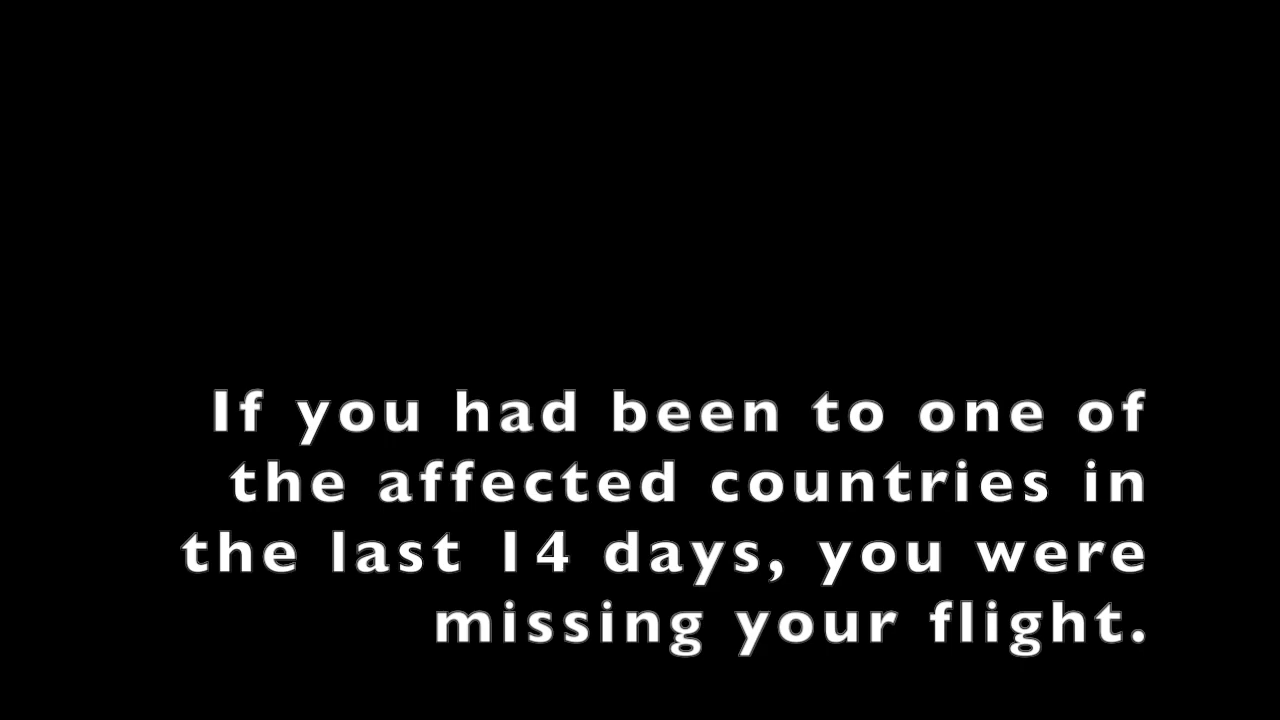 If you had been to one of
the affected countries in
the last 14 days, you were
missing your flight.